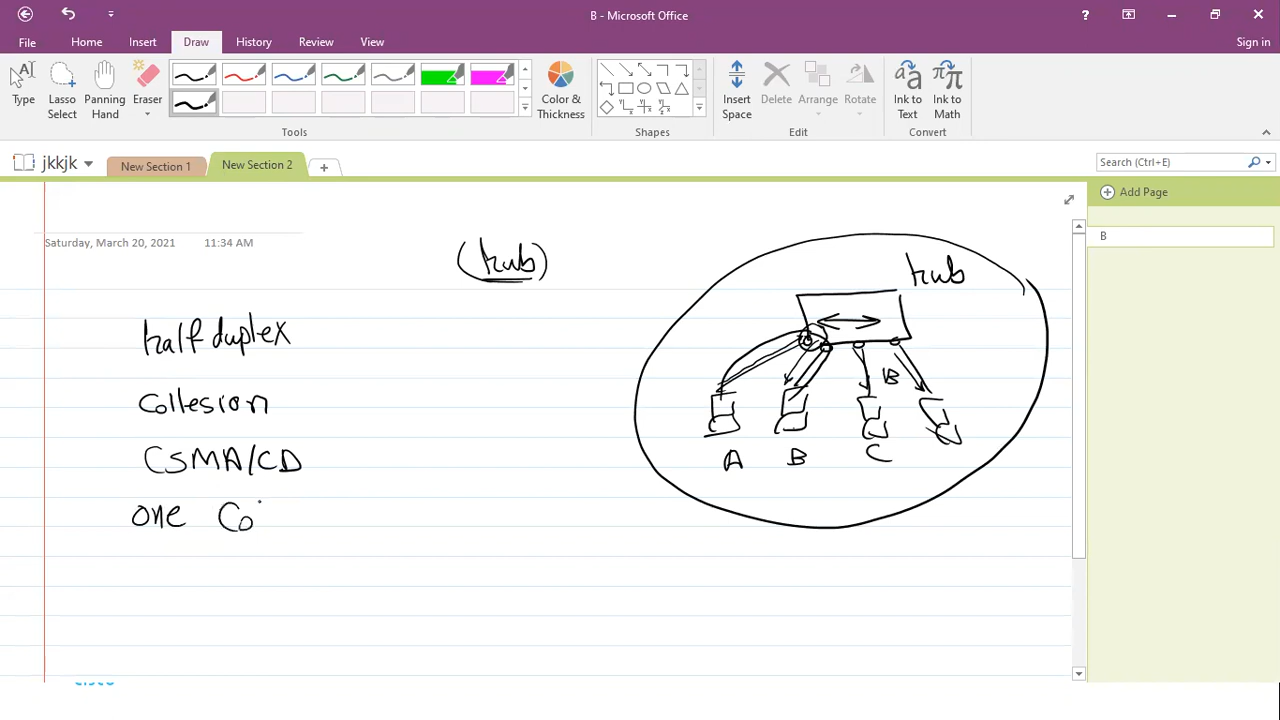 B - Microsoft Office
File Home Insert Draw History Review View Sign in
Type Lasso Select Panning Hand Eraser Color & Thickness Insert Space Delete Arrange Rotate Ink to Text Ink to Math
Tools Shapes Edit Convert
jkkjk New Section 1 New Section 2 Search (Ctrl+E)
Add Page
B
Saturday, March 20, 2021 11:34 AM
(hub)
hub
half duplex
Collesion
CSMA/CD
one Co
B
A B C